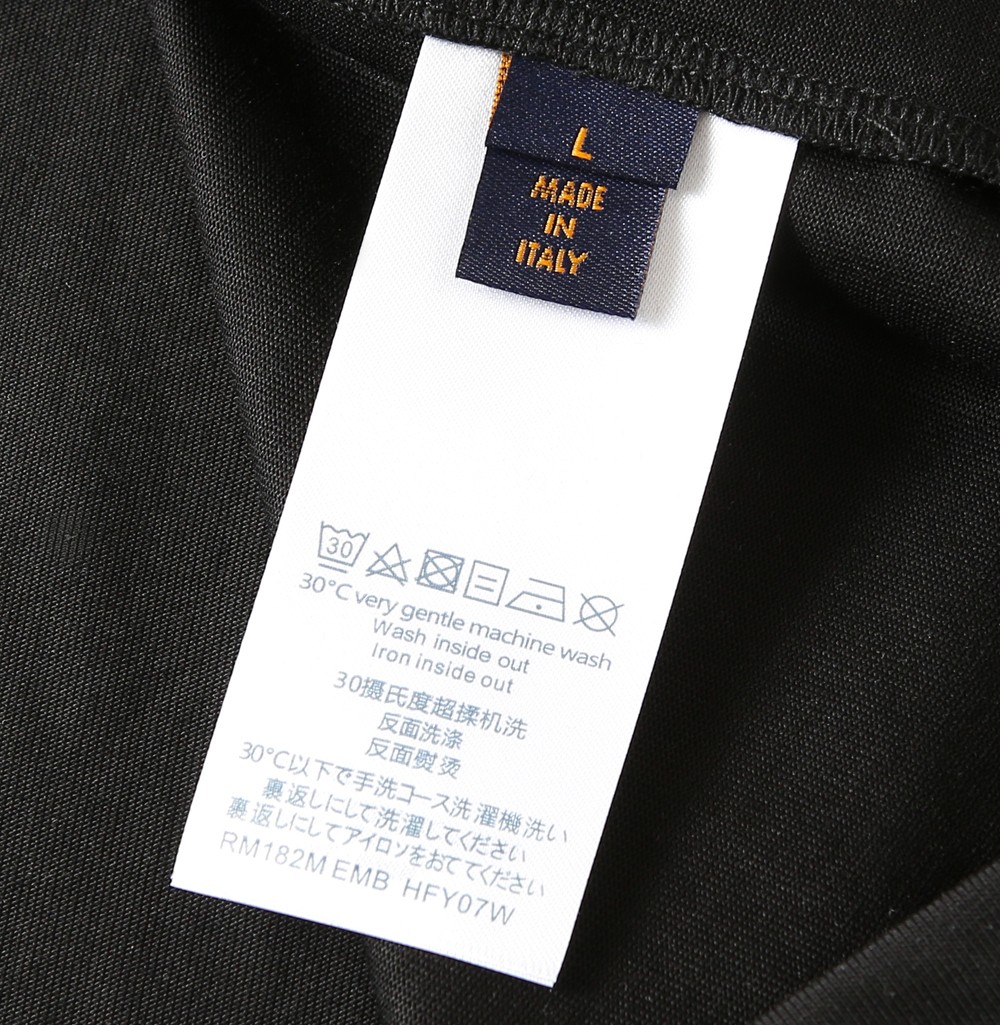 L
MADE
IN
ITALY
30
30°C very gentle machine wash
Wash inside out
Iron inside out
30摄氏度超揉机洗
反面洗涤
反面熨烫
30°C以下で手洗コース洗濯機洗い
裏返しにして洗濯してください
裏返しにしてアイロソをおててください
RM182M EMB HFY07W